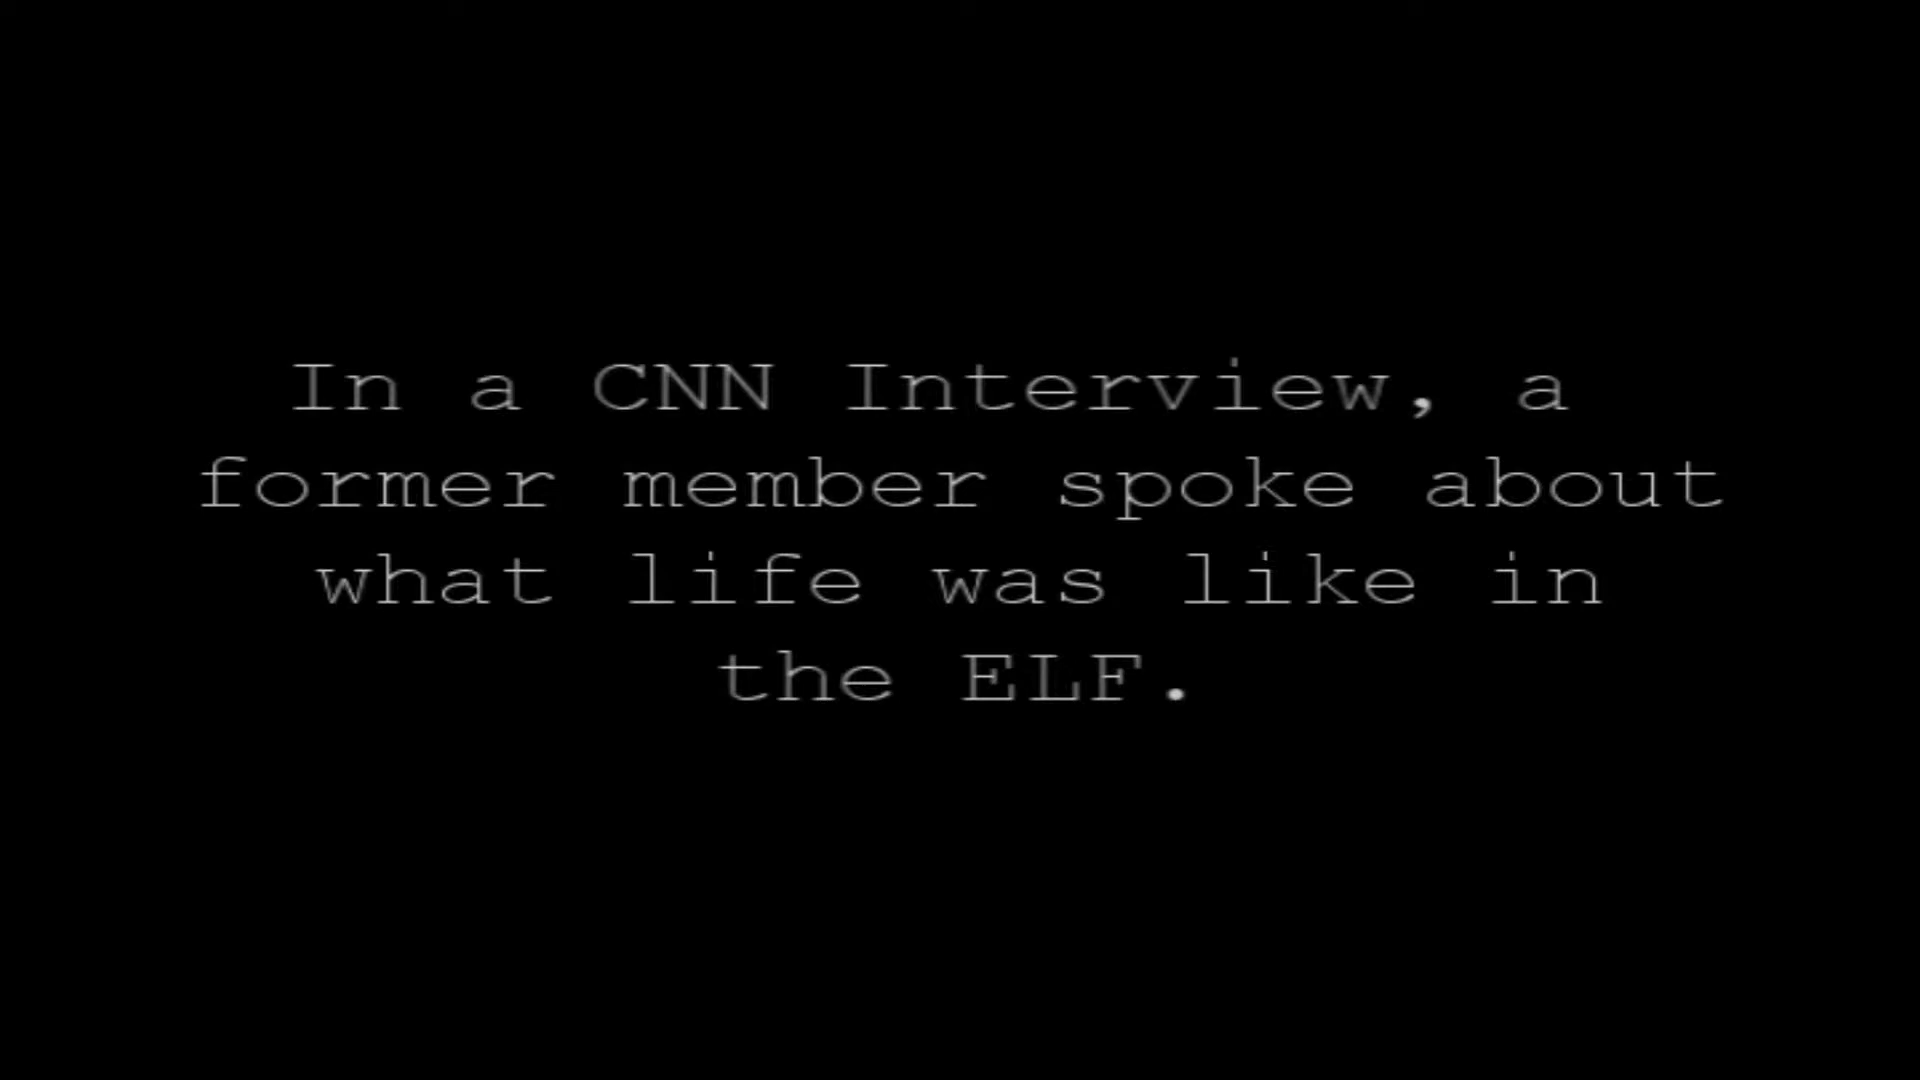 In a CNN Interview, a
former member spoke about
what life was like in
the ELF.